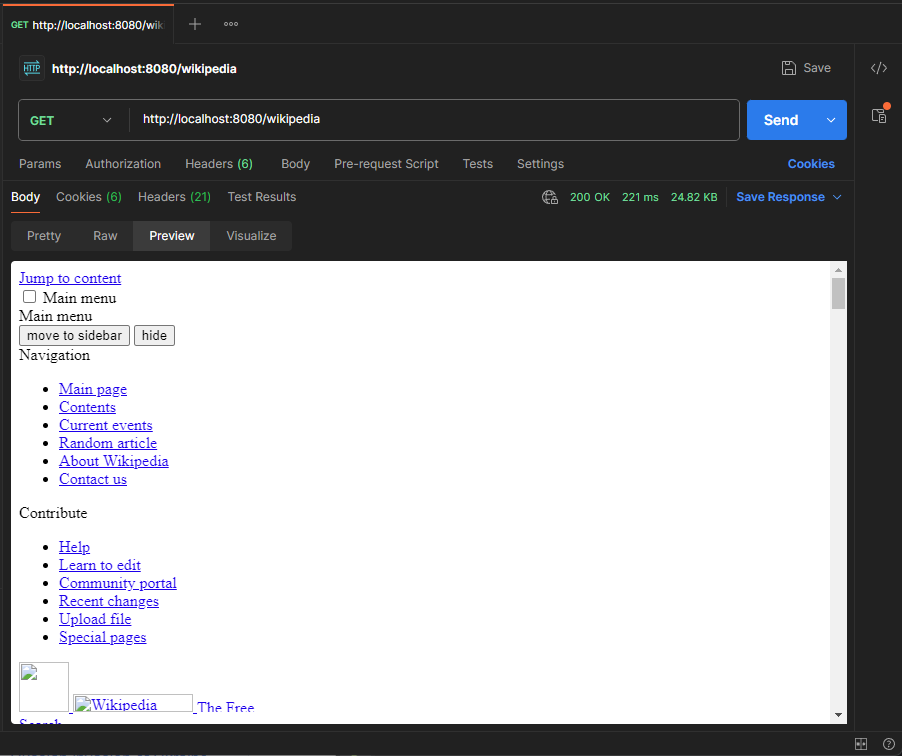 GET http://localhost:8080/wik
HTTP http://localhost:8080/wikipedia Save
GET http://localhost:8080/wikipedia Send
Params Authorization Headers (6) Body Pre-request Script Tests Settings Cookies
Body Cookies (6) Headers (21) Test Results 200 OK 221 ms 24.82 KB Save Response
Pretty Raw Preview Visualize
Jump to content
Main menu
Main menu
move to sidebar hide
Navigation
Main page
Contents
Current events
Random article
About Wikipedia
Contact us
Contribute
Help
Learn to edit
Community portal
Recent changes
Upload file
Special pages
Wikipedia The Free
Search